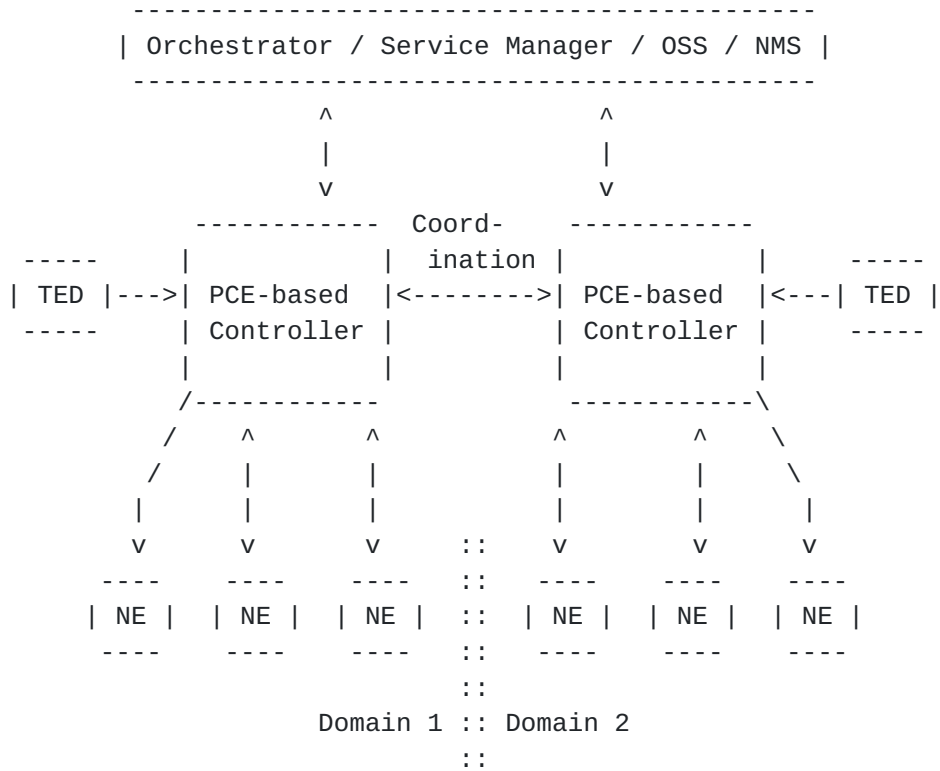 Orchestrator / Service Manager / OSS / NMS
Coord-
ination
TED PCE-based PCE-based TED
Controller Controller
NE NE NE :: NE NE NE
Domain 1 :: Domain 2